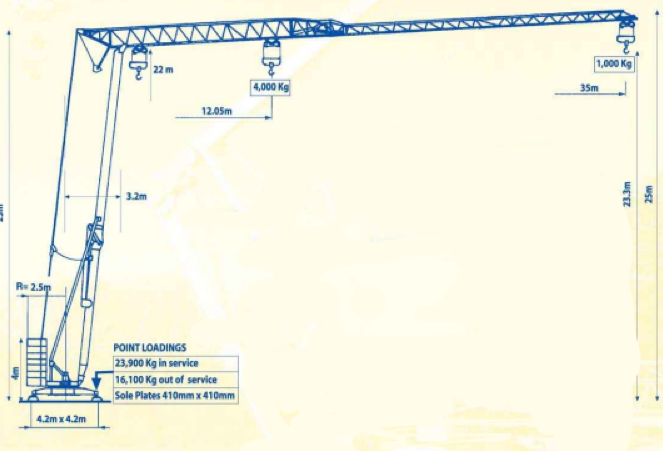 22 m
4,000 Kg
1,000 Kg
12.05m
35m
3.2m
23.3m
25m
R= 2.5m
4m
POINT LOADINGS
23,900 Kg in service
16,100 Kg out of service
Sole Plates 410mm x 410mm
4.2m x 4.2m